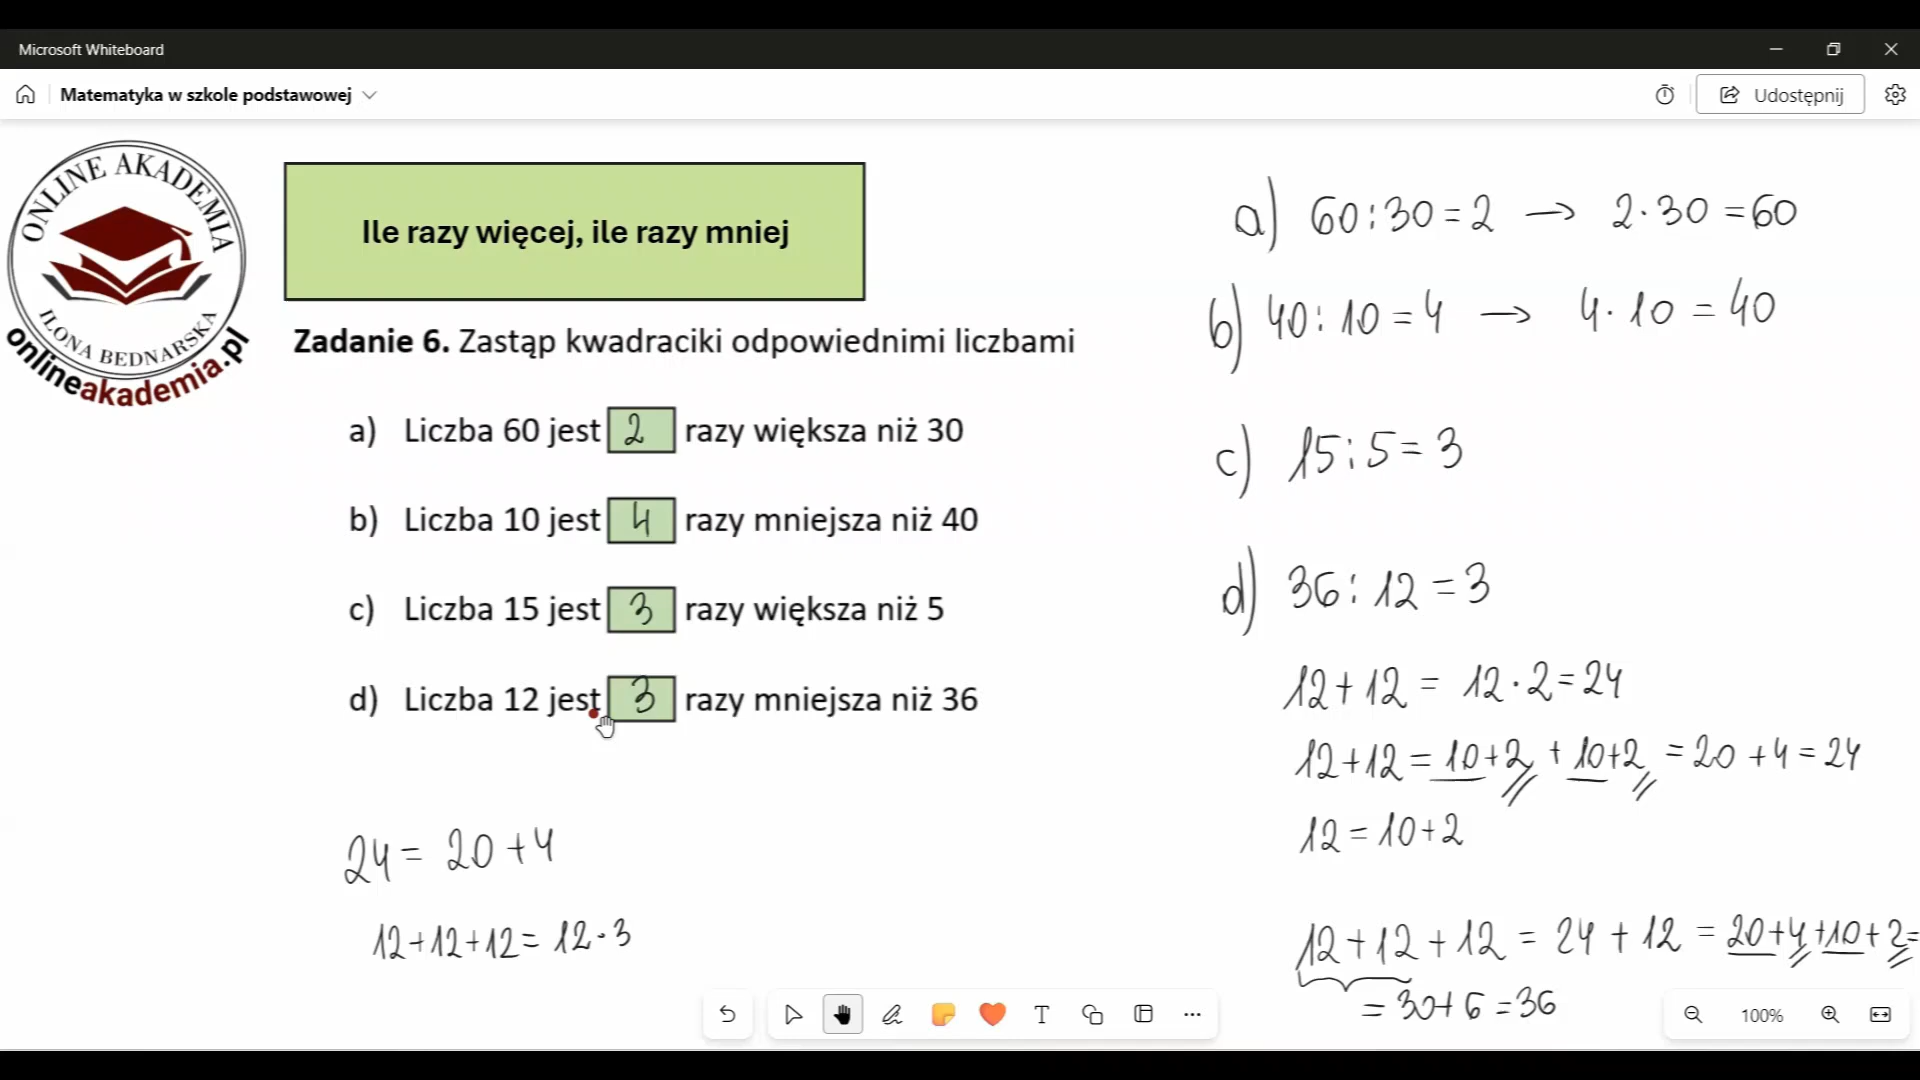 Microsoft Whiteboard
Matematyka w szkole podstawowej
Udostępnij
ONLINE AKADEMIA
ILONA BEDNARSKA
onlineakademia.pl
Ile razy więcej, ile razy mniej
Zadanie 6. Zastąp kwadraciki odpowiednimi liczbami
a) Liczba 60 jest 2 razy większa niż 30
b) Liczba 10 jest 4 razy mniejsza niż 40
c) Liczba 15 jest 3 razy większa niż 5
d) Liczba 12 jest 3 razy mniejsza niż 36
24 = 20 + 4
12+12+12 = 12·3
a) 60:30 = 2 → 2·30 = 60
b) 40:10 = 4 → 4·10 = 40
c) 15:5 = 3
d) 36:12 = 3
12+12 = 12·2 = 24
12+12 = 10+2 + 10+2 = 20+4 = 24
12 = 10+2
12+12+12 = 24+12 = 20+4+10+2 =
= 30+6 = 36
100%